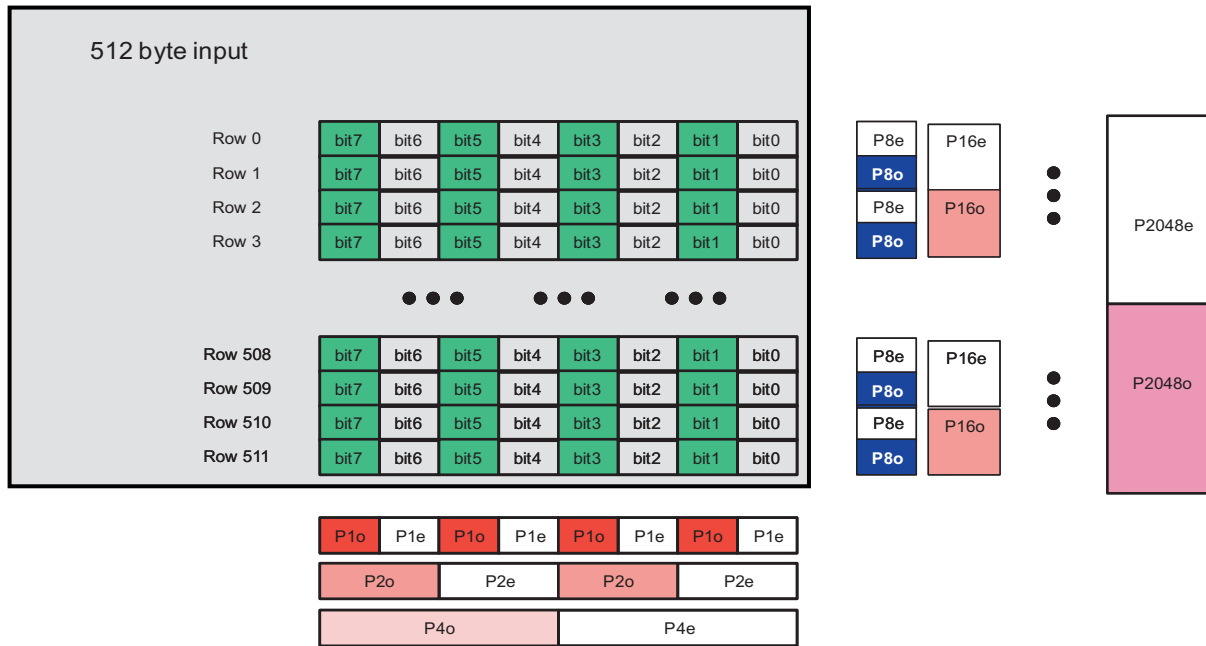 512 byte input
Row 0 bit7 bit6 bit5 bit4 bit3 bit2 bit1 bit0 P8e P16e
Row 1 bit7 bit6 bit5 bit4 bit3 bit2 bit1 bit0 P8o
Row 2 bit7 bit6 bit5 bit4 bit3 bit2 bit1 bit0 P8e P16o
Row 3 bit7 bit6 bit5 bit4 bit3 bit2 bit1 bit0 P8o
P2048e
Row 508 bit7 bit6 bit5 bit4 bit3 bit2 bit1 bit0 P8e P16e
Row 509 bit7 bit6 bit5 bit4 bit3 bit2 bit1 bit0 P8o P2048o
Row 510 bit7 bit6 bit5 bit4 bit3 bit2 bit1 bit0 P8e P16o
Row 511 bit7 bit6 bit5 bit4 bit3 bit2 bit1 bit0 P8o
P1o P1e P1o P1e P1o P1e P1o P1e
P2o P2e P2o P2e
P4o P4e